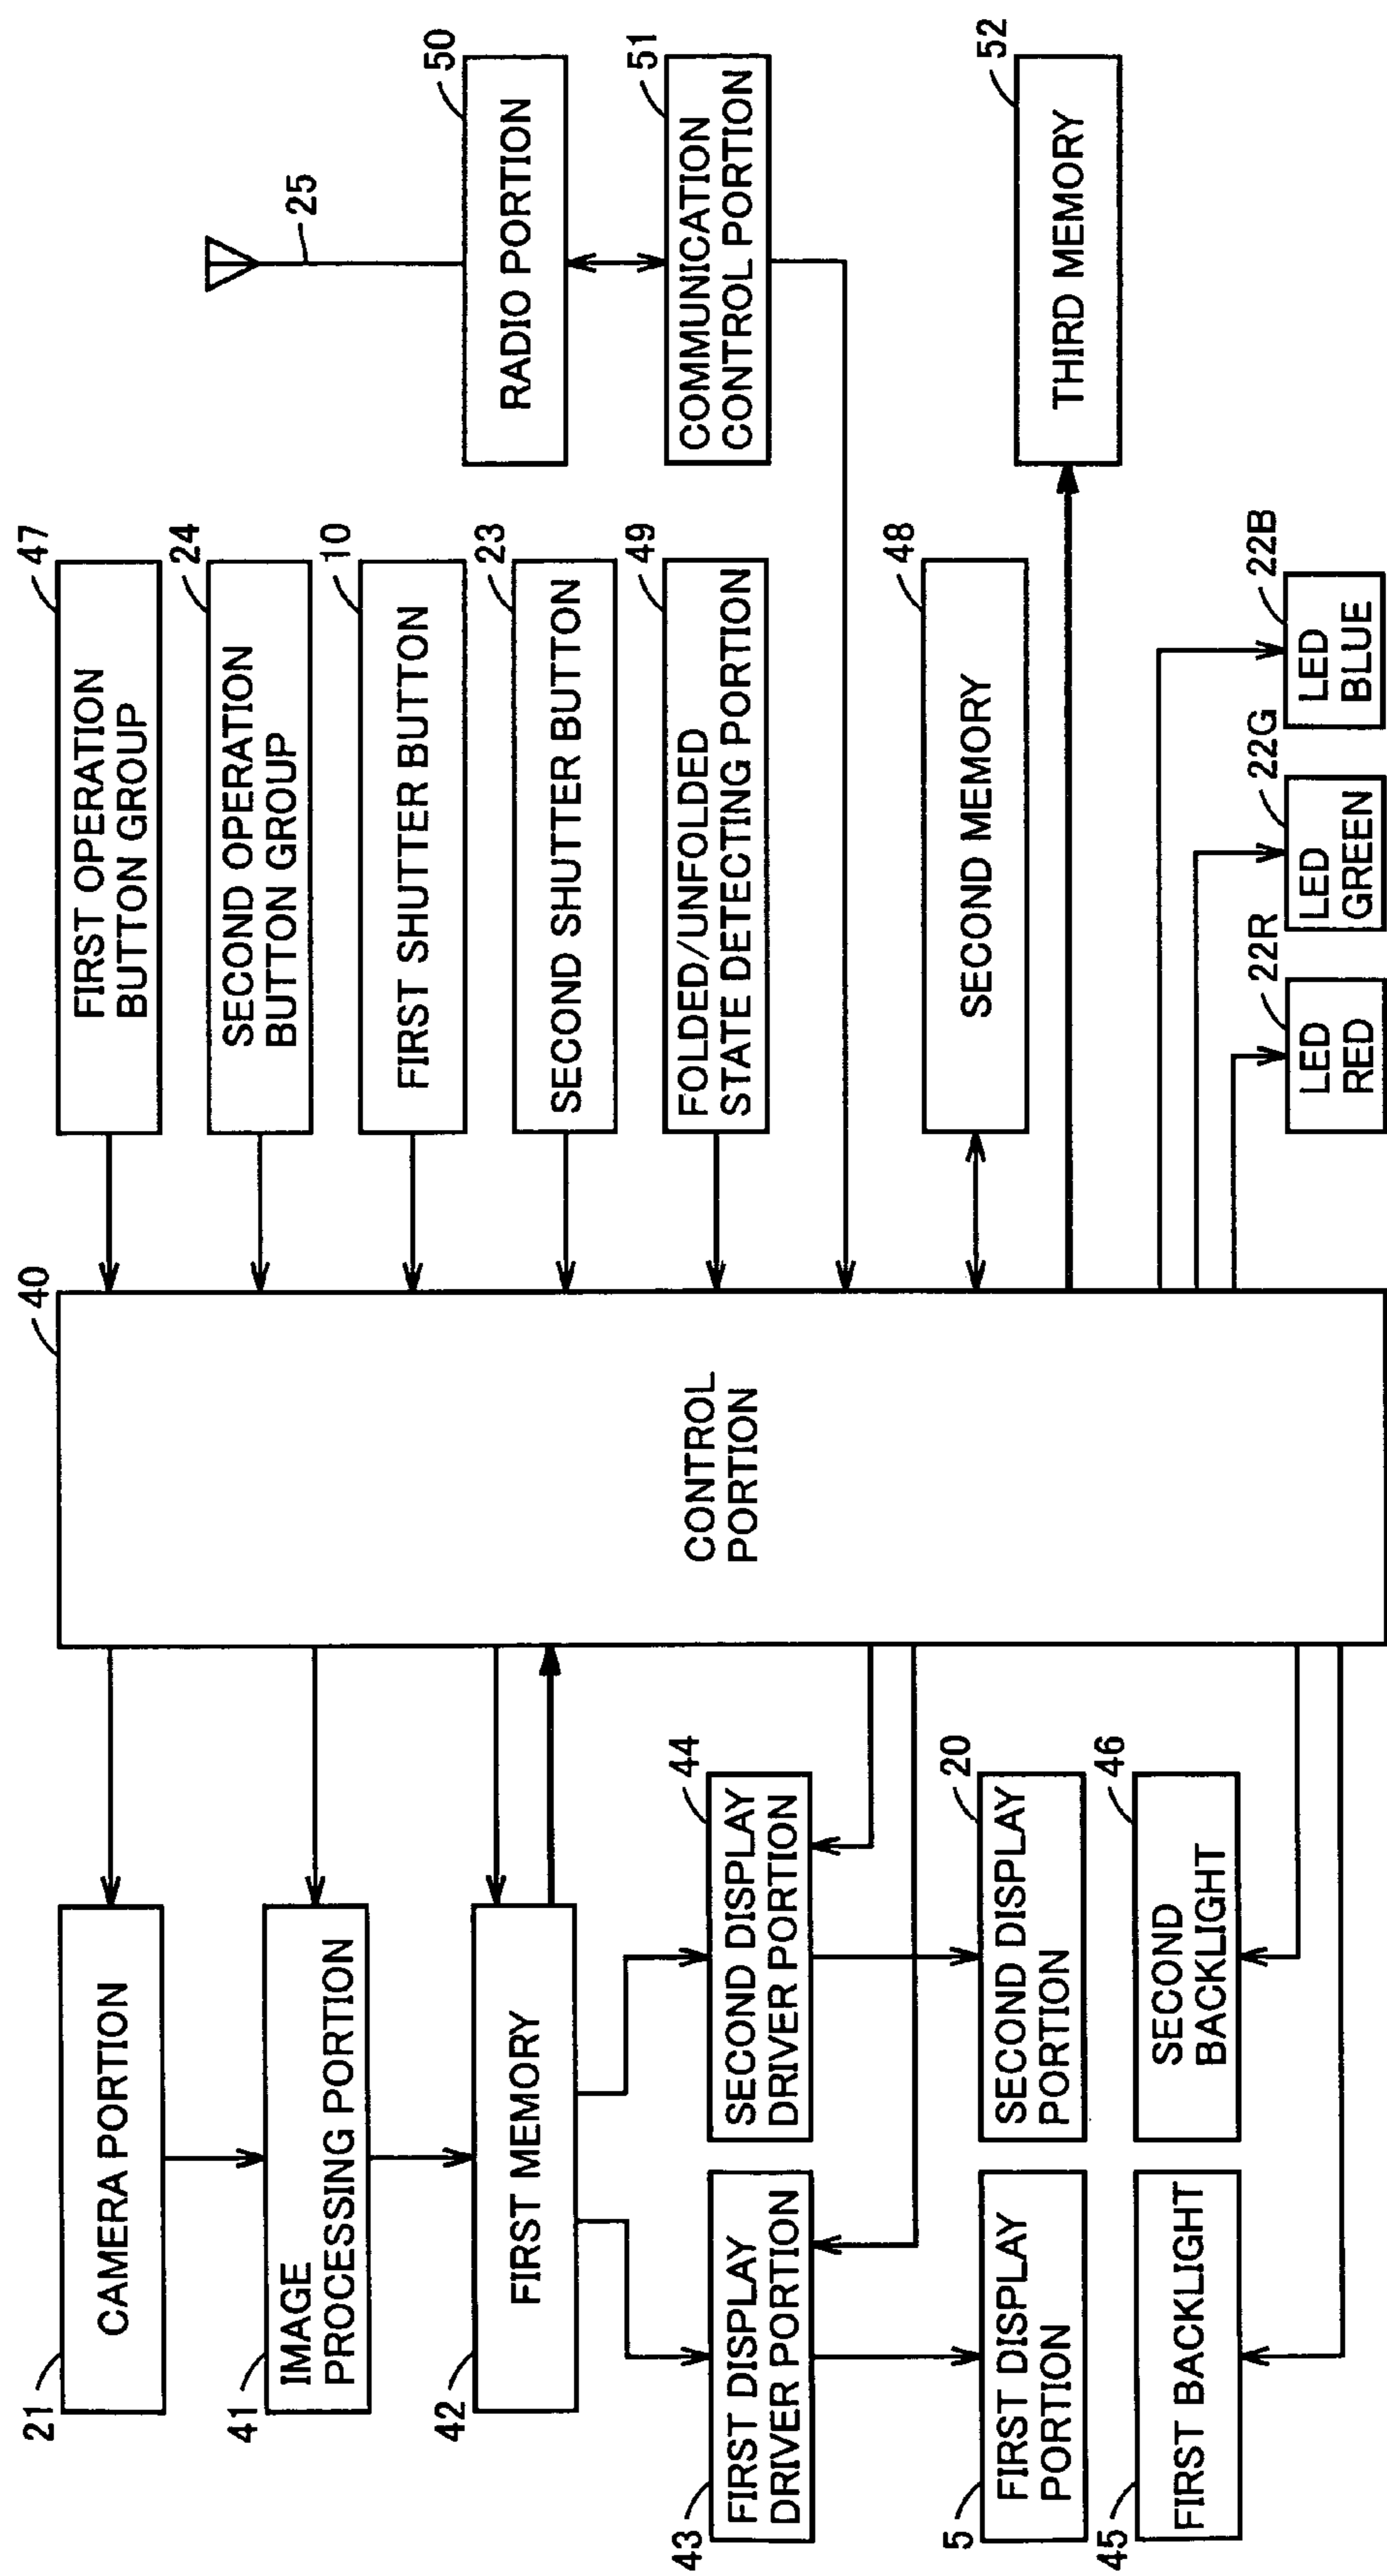 21
CAMERA PORTION
41
IMAGE
PROCESSING PORTION
42
FIRST MEMORY
43
FIRST DISPLAY
DRIVER PORTION
44
SECOND DISPLAY
DRIVER PORTION
5
FIRST DISPLAY
PORTION
20
SECOND DISPLAY
PORTION
45
FIRST BACKLIGHT
46
SECOND
BACKLIGHT
40
CONTROL
PORTION
47
FIRST OPERATION
BUTTON GROUP
24
SECOND OPERATION
BUTTON GROUP
10
FIRST SHUTTER BUTTON
23
SECOND SHUTTER BUTTON
49
FOLDED/UNFOLDED
STATE DETECTING PORTION
25
50
RADIO PORTION
51
COMMUNICATION
CONTROL PORTION
48
SECOND MEMORY
52
THIRD MEMORY
22R
LED
RED
22G
LED
GREEN
22B
LED
BLUE